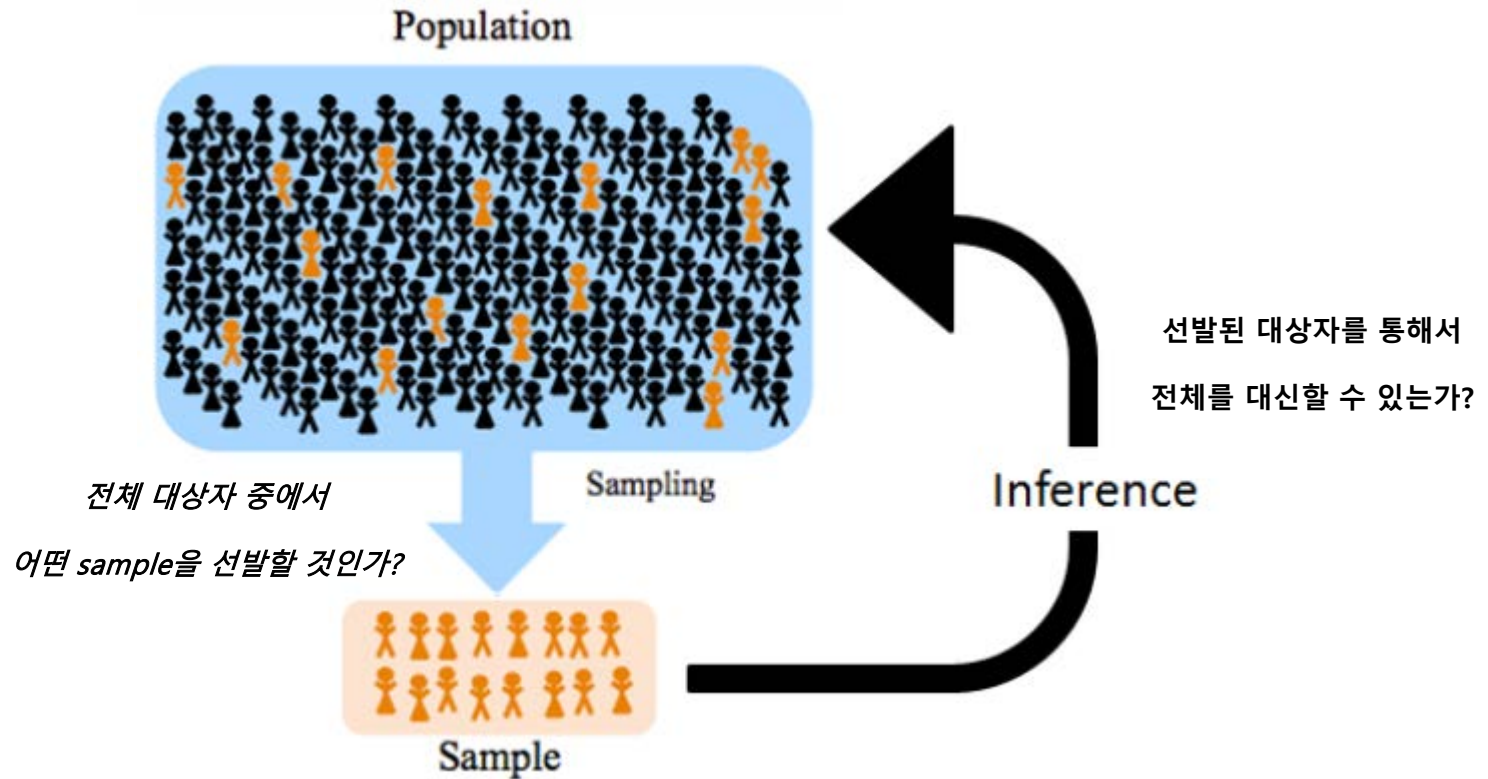 Population
Sampling
전체 대상자 중에서
어떤 sample을 선발할 것인가?
Sample
Inference
선발된 대상자를 통해서
전체를 대신할 수 있는가?